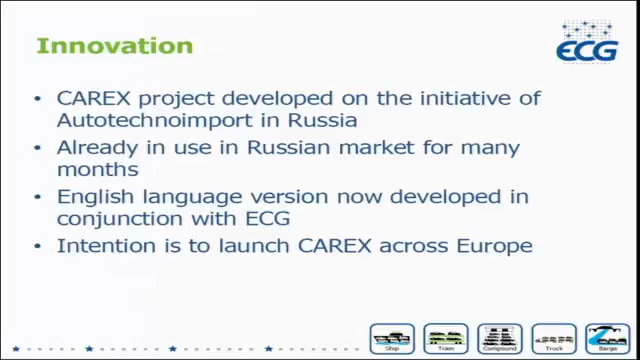 Innovation
ECG
• CAREX project developed on the initiative of
Autotechnoimport in Russia
• Already in use in Russian market for many
months
• English language version now developed in
conjunction with ECG
• Intention is to launch CAREX across Europe
Ship
Train
Compound
Truck
Barge